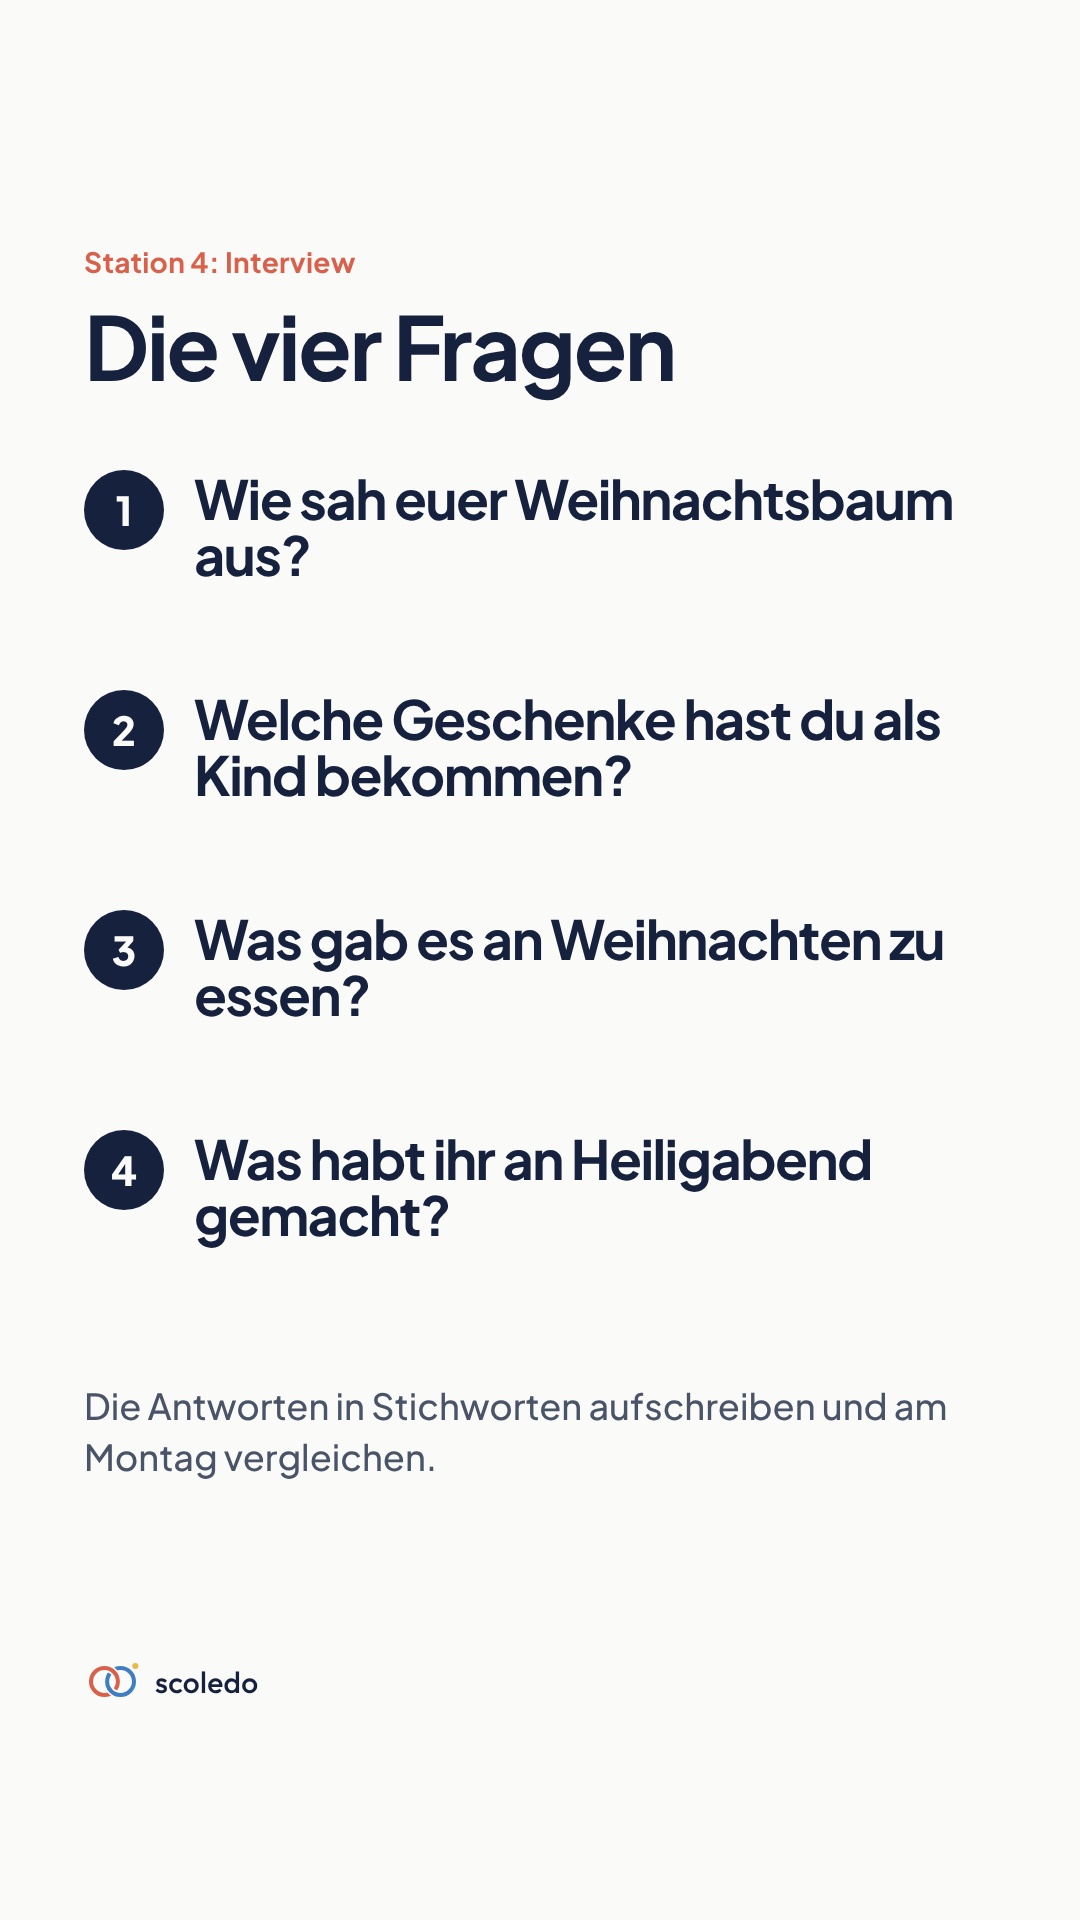 Station 4: Interview
Die vier Fragen
1
Wie sah euer Weihnachtsbaum
aus?
2
Welche Geschenke hast du als
Kind bekommen?
3
Was gab es an Weihnachten zu
essen?
4
Was habt ihr an Heiligabend
gemacht?
Die Antworten in Stichworten aufschreiben und am
Montag vergleichen.
scoledo